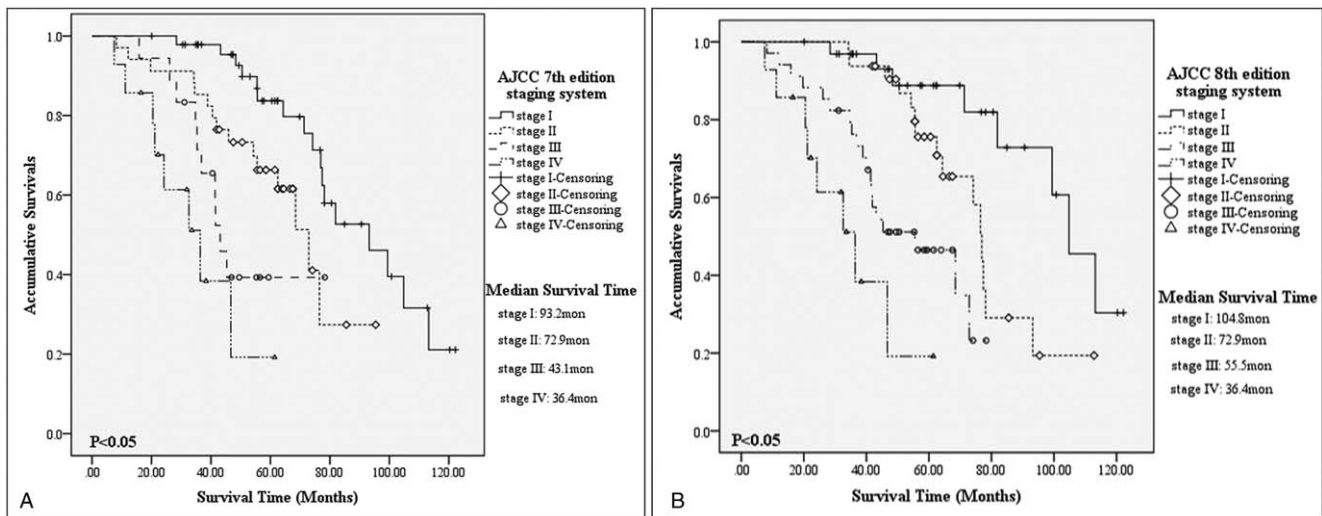 AJCC 7th edition
staging system
stage I
stage II
stage III
stage IV
stage I-Censoring
stage II-Censoring
stage III-Censoring
stage IV-Censoring
Median Survival Time
stage I: 93.2mon
stage II: 72.9mon
stage III: 43.1mon
stage IV: 36.4mon
Accumulative Survivals
1.0
0.8
0.6
0.4
0.2
0.0
P<0.05
.00 20.00 40.00 60.00 80.00 100.00 120.00
Survival Time (Months)
A
AJCC 8th edition
staging system
stage I
stage II
stage III
stage IV
stage I-Censoring
stage II-Censoring
stage III-Censoring
stage IV-Censoring
Median Survival Time
stage I: 104.8mon
stage II: 72.9mon
stage III: 55.5mon
stage IV: 36.4mon
Accumulative Survivals
1.0
0.8
0.6
0.4
0.2
0.0
P<0.05
.00 20.00 40.00 60.00 80.00 100.00 120.00
Survival Time (Months)
B